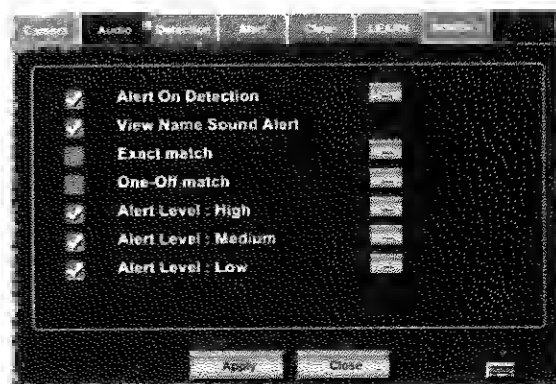 Audio Detection Alert
Alert On Detection
View Name Sound Alert
Exact match
One-Off match
Alert Level : High
Alert Level : Medium
Alert Level : Low
Apply Close